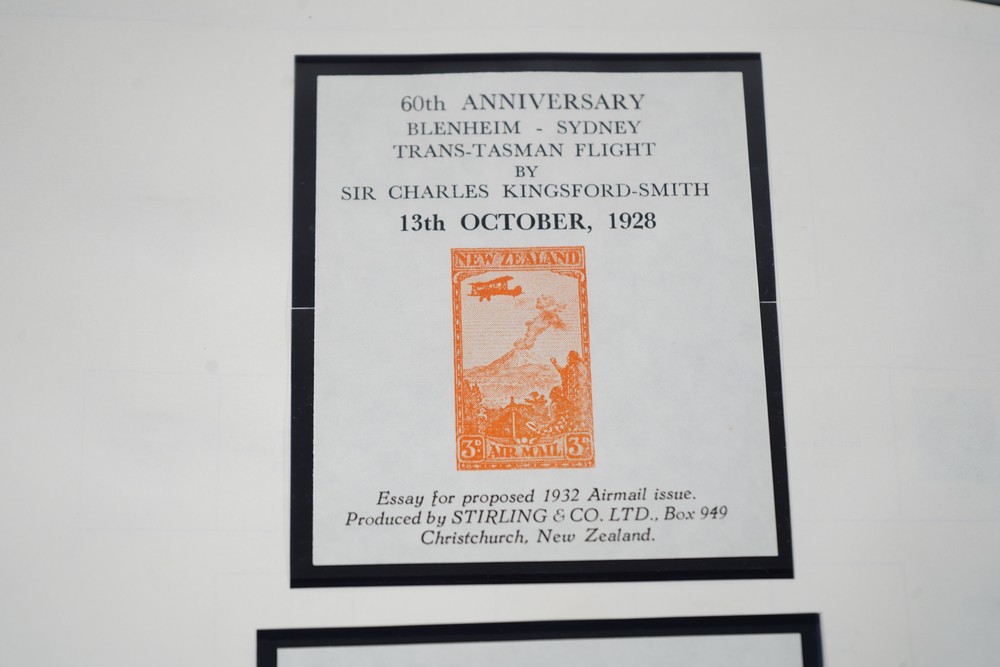 60th ANNIVERSARY
BLENHEIM - SYDNEY
TRANS-TASMAN FLIGHT
BY
SIR CHARLES KINGSFORD-SMITH
13th OCTOBER, 1928
NEW ZEALAND
3D AIR MAIL 3D
Essay for proposed 1932 Airmail issue.
Produced by STIRLING & CO. LTD., Box 949
Christchurch, New Zealand.